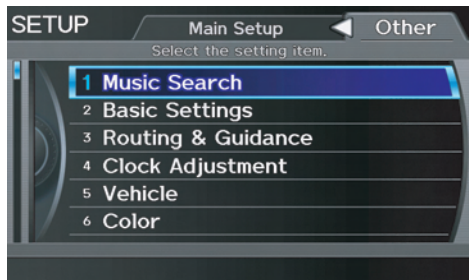 SETUP Main Setup Other
Select the setting item.
1 Music Search
2 Basic Settings
3 Routing & Guidance
4 Clock Adjustment
5 Vehicle
6 Color